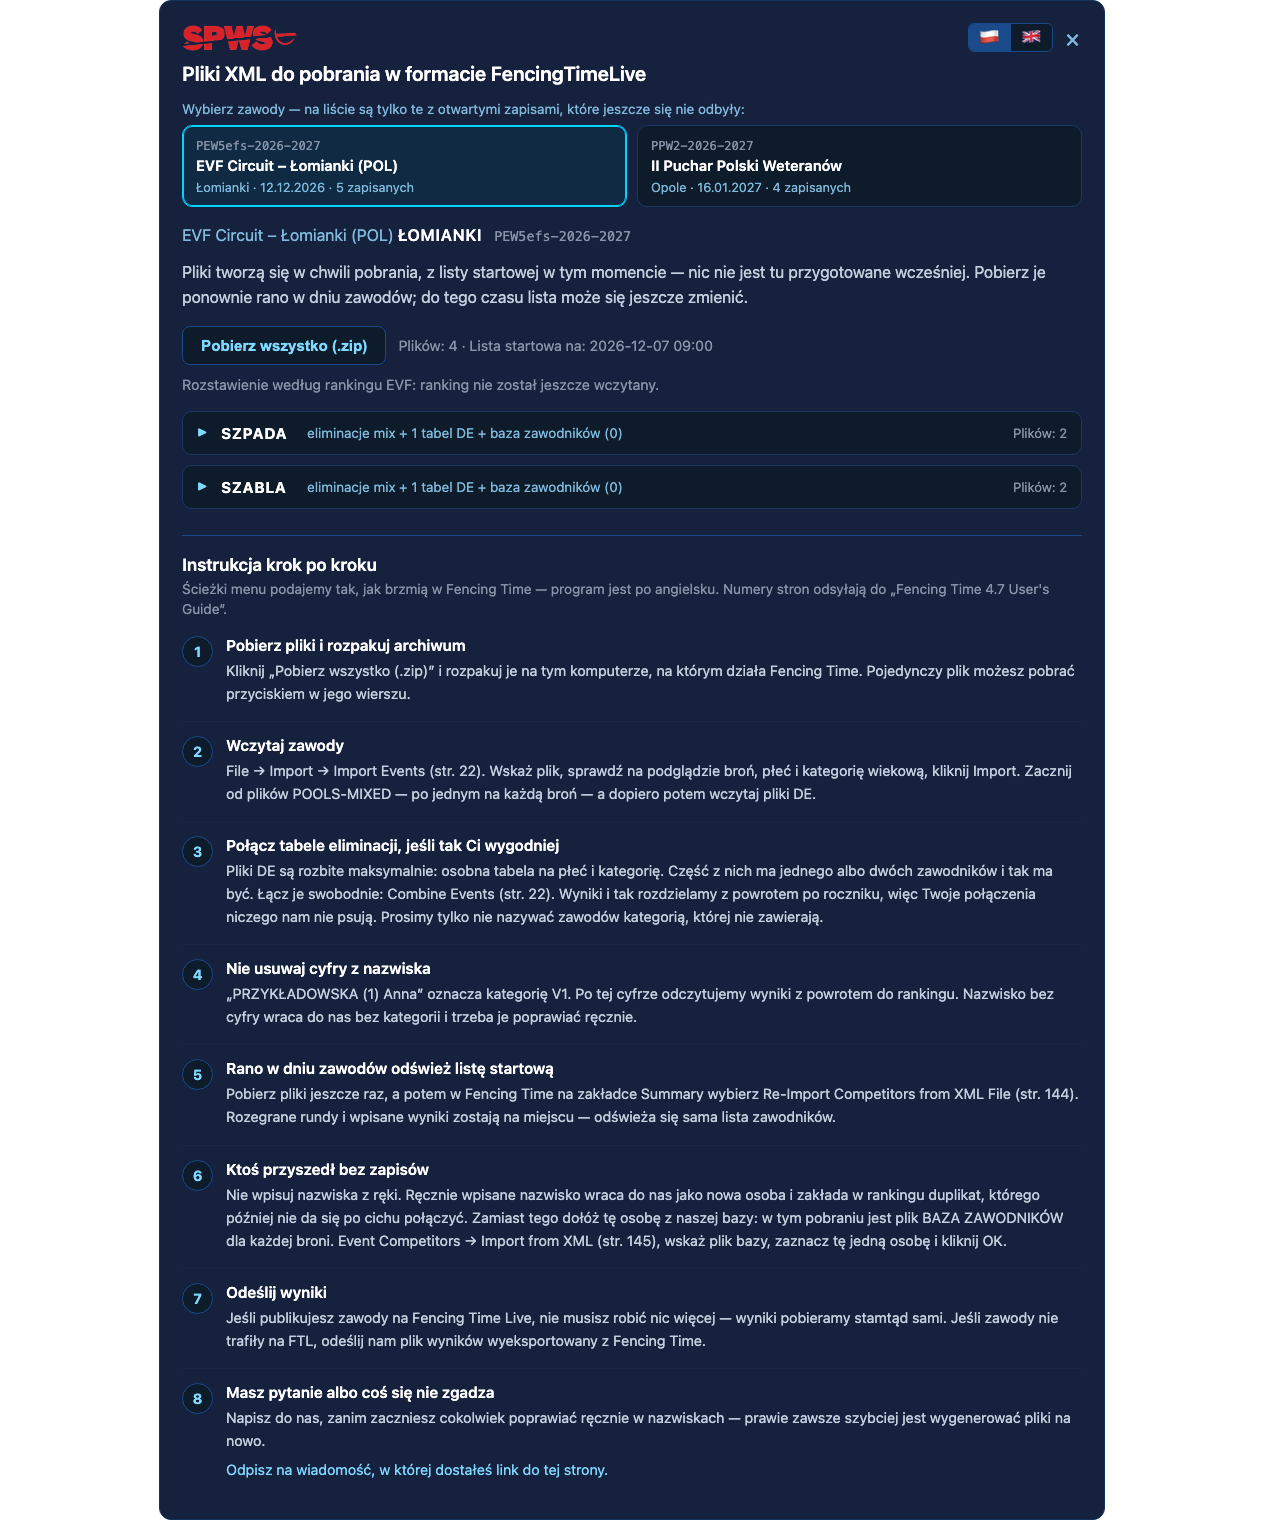 SPWS
Pliki XML do pobrania w formacie FencingTimeLive
Wybierz zawody — na liście są tylko te z otwartymi zapisami, które jeszcze się nie odbyły:
PEW5efs-2026-2027
EVF Circuit – Łomianki (POL)
Łomianki · 12.12.2026 · 5 zapisanych
PPW2-2026-2027
II Puchar Polski Weteranów
Opole · 16.01.2027 · 4 zapisanych
EVF Circuit – Łomianki (POL) ŁOMIANKI PEW5efs-2026-2027
Pliki tworzą się w chwili pobrania, z listy startowej w tym momencie — nic nie jest tu przygotowane wcześniej. Pobierz je
ponownie rano w dniu zawodów; do tego czasu lista może się jeszcze zmienić.
Pobierz wszystko (.zip) Plików: 4 · Lista startowa na: 2026-12-07 09:00
Rozstawienie według rankingu EVF: ranking nie został jeszcze wczytany.
SZPADA eliminacje mix + 1 tabel DE + baza zawodników (0) Plików: 2
SZABLA eliminacje mix + 1 tabel DE + baza zawodników (0) Plików: 2
Instrukcja krok po kroku
Ścieżki menu podajemy tak, jak brzmią w Fencing Time — program jest po angielsku. Numery stron odsyłają do „Fencing Time 4.7 User's
Guide”.
1 Pobierz pliki i rozpakuj archiwum
Kliknij „Pobierz wszystko (.zip)” i rozpakuj je na tym komputerze, na którym działa Fencing Time. Pojedynczy plik możesz pobrać
przyciskiem w jego wierszu.
2 Wczytaj zawody
File → Import → Import Events (str. 22). Wskaż plik, sprawdź na podglądzie broń, płeć i kategorię wiekową, kliknij Import. Zacznij
od plików POOLS-MIXED — po jednym na każdą broń — a dopiero potem wczytaj pliki DE.
3 Połącz tabele eliminacji, jeśli tak Ci wygodniej
Pliki DE są rozbite maksymalnie: osobna tabela na płeć i kategorię. Część z nich ma jednego albo dwóch zawodników i tak ma
być. Łącz je swobodnie: Combine Events (str. 22). Wyniki i tak rozdzielamy z powrotem po roczniku, więc Twoje połączenia
niczego nam nie psują. Prosimy tylko nie nazywać zawodów kategorią, której nie zawierają.
4 Nie usuwaj cyfry z nazwiska
„PRZYKŁADOWSKA (1) Anna” oznacza kategorię V1. Po tej cyfrze odczytujemy wyniki z powrotem do rankingu. Nazwisko bez
cyfry wraca do nas bez kategorii i trzeba je poprawiać ręcznie.
5 Rano w dniu zawodów odśwież listę startową
Pobierz pliki jeszcze raz, a potem w Fencing Time na zakładce Summary wybierz Re-Import Competitors from XML File (str. 144).
Rozegrane rundy i wpisane wyniki zostają na miejscu — odświeża się sama lista zawodników.
6 Ktoś przyszedł bez zapisów
Nie wpisuj nazwiska z ręki. Ręcznie wpisane nazwisko wraca do nas jako nowa osoba i zakłada w rankingu duplikat, którego
później nie da się po cichu połączyć. Zamiast tego dołóż tę osobę z naszej bazy: w tym pobraniu jest plik BAZA ZAWODNIKÓW
dla każdej broni. Event Competitors → Import from XML (str. 145), wskaż plik bazy, zaznacz tę jedną osobę i kliknij OK.
7 Odeślij wyniki
Jeśli publikujesz zawody na Fencing Time Live, nie musisz robić nic więcej — wyniki pobieramy stamtąd sami. Jeśli zawody nie
trafiły na FTL, odeślij nam plik wyników wyeksportowany z Fencing Time.
8 Masz pytanie albo coś się nie zgadza
Napisz do nas, zanim zaczniesz cokolwiek poprawiać ręcznie w nazwiskach — prawie zawsze szybciej jest wygenerować pliki na
nowo.
Odpisz na wiadomość, w której dostałeś link do tej strony.